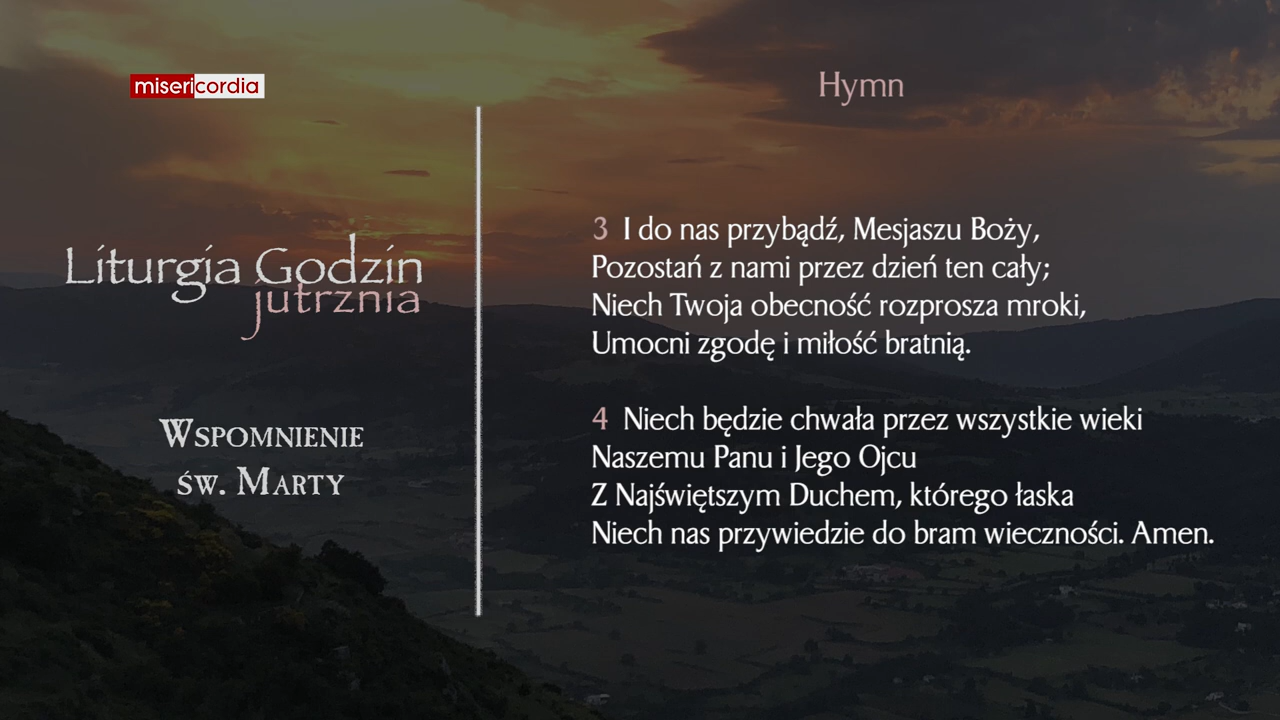 misericordia
Liturgia Godzin
jutrznia
Wspomnienie
św. Marty
Hymn
3 I do nas przybądź, Mesjaszu Boży,
Pozostań z nami przez dzień ten cały;
Niech Twoja obecność rozprosza mroki,
Umocni zgodę i miłość bratnią.
4 Niech będzie chwała przez wszystkie wieki
Naszemu Panu i Jego Ojcu
Z Najświętszym Duchem, którego łaska
Niech nas przywiedzie do bram wieczności. Amen.